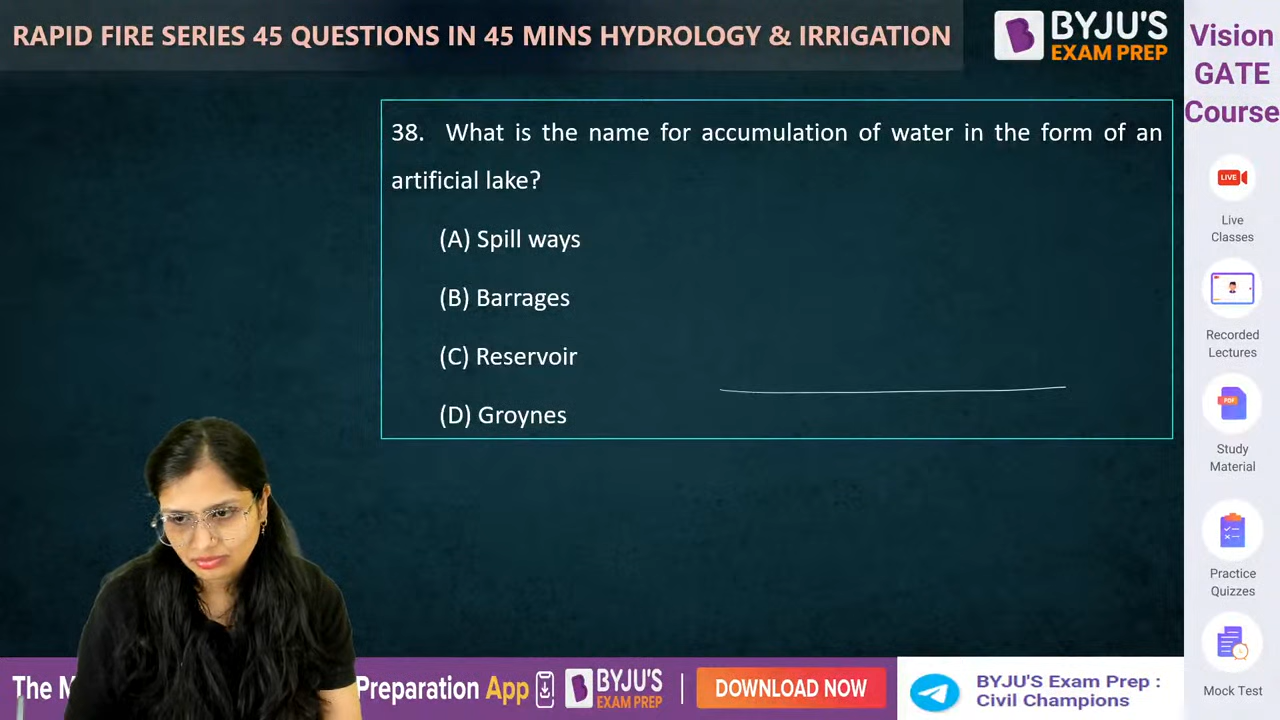 RAPID FIRE SERIES 45 QUESTIONS IN 45 MINS HYDROLOGY & IRRIGATION
BYJU'S
EXAM PREP
Vision
GATE
Course
38. What is the name for accumulation of water in the form of an
artificial lake?
(A) Spill ways
(B) Barrages
(C) Reservoir
(D) Groynes
LIVE
Live
Classes
Recorded
Lectures
PDF
Study
Material
Practice
Quizzes
Mock Test
The
Preparation App
BYJU'S
EXAM PREP
DOWNLOAD NOW
BYJU'S Exam Prep :
Civil Champions